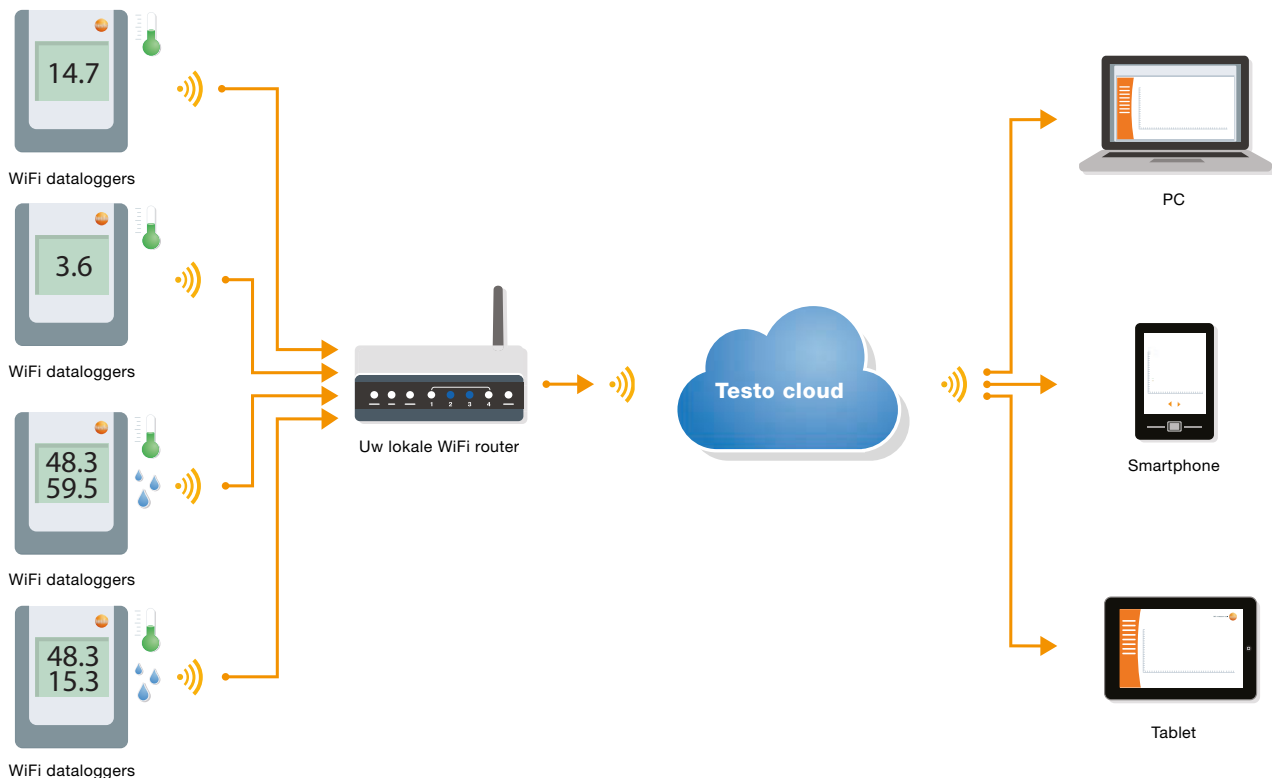 14.7
WiFi dataloggers
3.6
WiFi dataloggers
48.3
59.5
WiFi dataloggers
48.3
15.3
WiFi dataloggers
1 2 3 4
Uw lokale WiFi router
Testo cloud
PC
Smartphone
Tablet